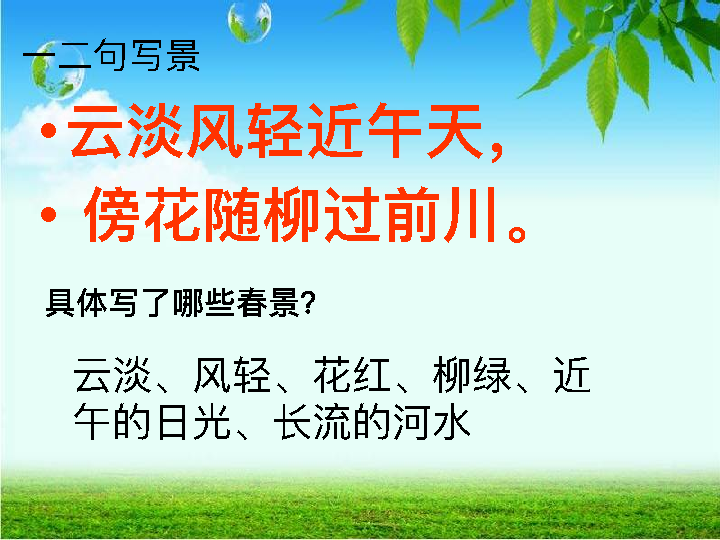 一二句写景
•云淡风轻近午天，
• 傍花随柳过前川。
具体写了哪些春景？
云淡、风轻、花红、柳绿、近
午的日光、长流的河水